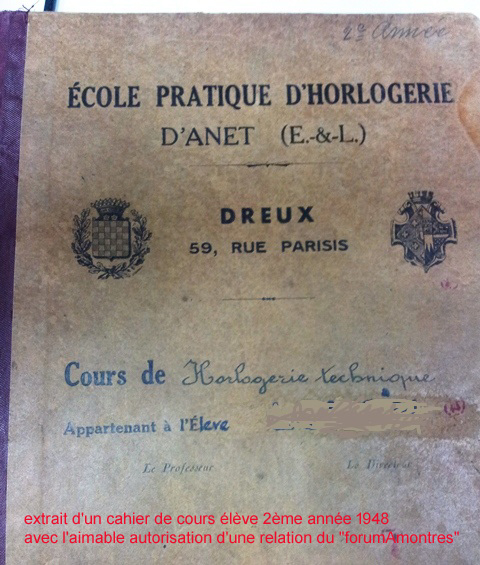 2e Année
ÉCOLE PRATIQUE D'HORLOGERIE
D'ANET (E.-&-L.)
DREUX
59, RUE PARISIS
Cours de Horlogerie technique
Appartenant à l'Élève
Le Professeur Le Directeur
extrait d'un cahier de cours élève 2ème année 1948
avec l'aimable autorisation d'une relation du "forumAmontres"